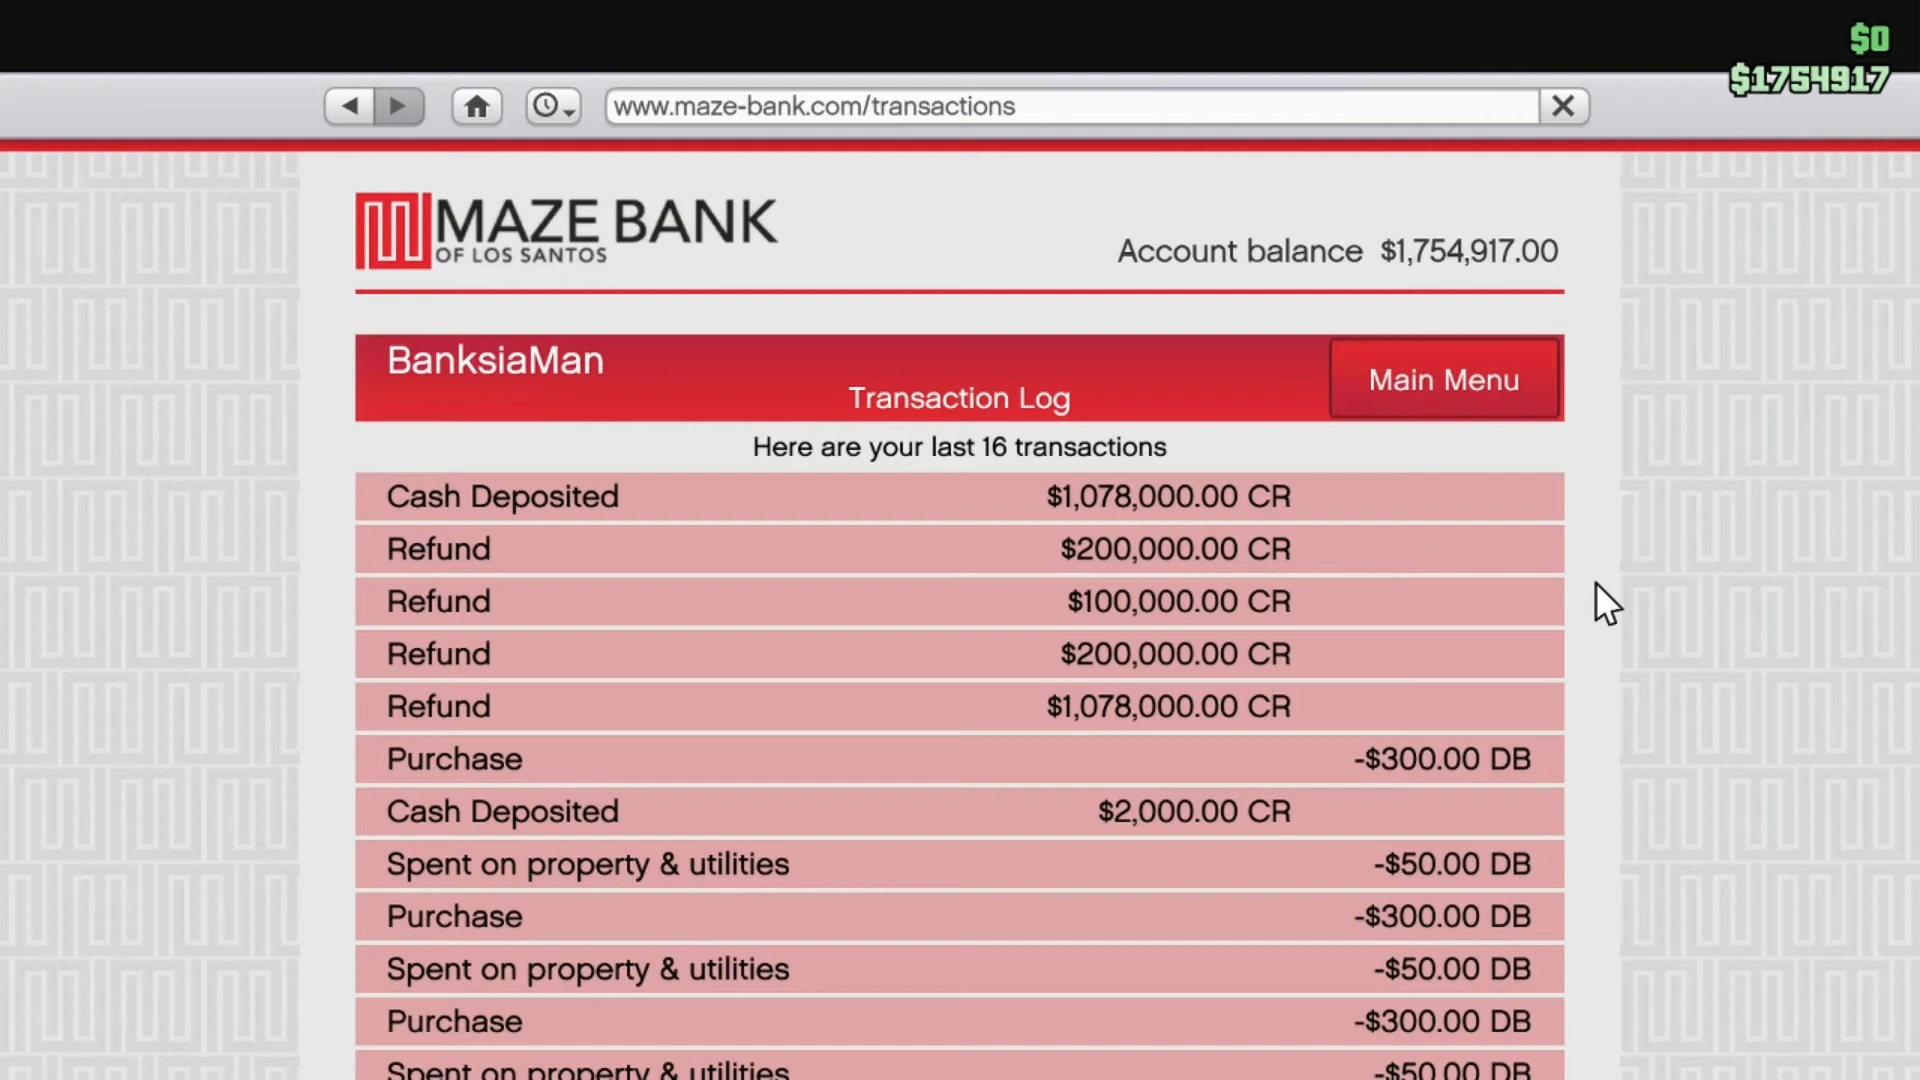 $0
$1754917
www.maze-bank.com/transactions
MAZE BANK
OF LOS SANTOS
Account balance $1,754,917.00
BanksiaMan
Transaction Log
Main Menu
Here are your last 16 transactions
Cash Deposited $1,078,000.00 CR
Refund $200,000.00 CR
Refund $100,000.00 CR
Refund $200,000.00 CR
Refund $1,078,000.00 CR
Purchase -$300.00 DB
Cash Deposited $2,000.00 CR
Spent on property & utilities -$50.00 DB
Purchase -$300.00 DB
Spent on property & utilities -$50.00 DB
Purchase -$300.00 DB
Spent on property & utilities -$50.00 DB